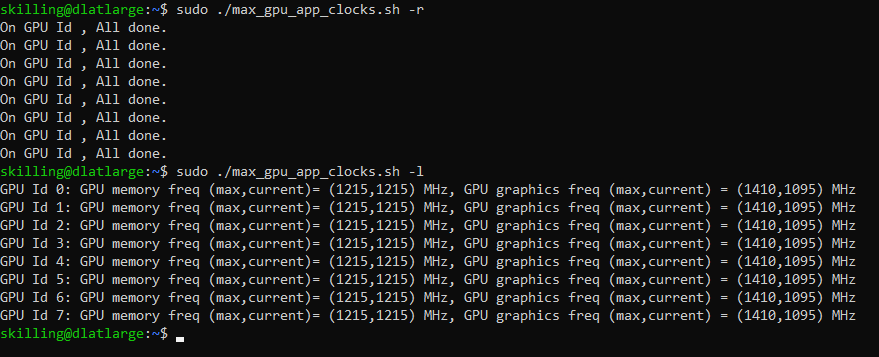 skilling@dlatlarge:~$ sudo ./max_gpu_app_clocks.sh -r
On GPU Id , All done.
On GPU Id , All done.
On GPU Id , All done.
On GPU Id , All done.
On GPU Id , All done.
On GPU Id , All done.
On GPU Id , All done.
On GPU Id , All done.
skilling@dlatlarge:~$ sudo ./max_gpu_app_clocks.sh -l
GPU Id 0: GPU memory freq (max,current)= (1215,1215) MHz, GPU graphics freq (max,current) = (1410,1095) MHz
GPU Id 1: GPU memory freq (max,current)= (1215,1215) MHz, GPU graphics freq (max,current) = (1410,1095) MHz
GPU Id 2: GPU memory freq (max,current)= (1215,1215) MHz, GPU graphics freq (max,current) = (1410,1095) MHz
GPU Id 3: GPU memory freq (max,current)= (1215,1215) MHz, GPU graphics freq (max,current) = (1410,1095) MHz
GPU Id 4: GPU memory freq (max,current)= (1215,1215) MHz, GPU graphics freq (max,current) = (1410,1095) MHz
GPU Id 5: GPU memory freq (max,current)= (1215,1215) MHz, GPU graphics freq (max,current) = (1410,1095) MHz
GPU Id 6: GPU memory freq (max,current)= (1215,1215) MHz, GPU graphics freq (max,current) = (1410,1095) MHz
GPU Id 7: GPU memory freq (max,current)= (1215,1215) MHz, GPU graphics freq (max,current) = (1410,1095) MHz
skilling@dlatlarge:~$